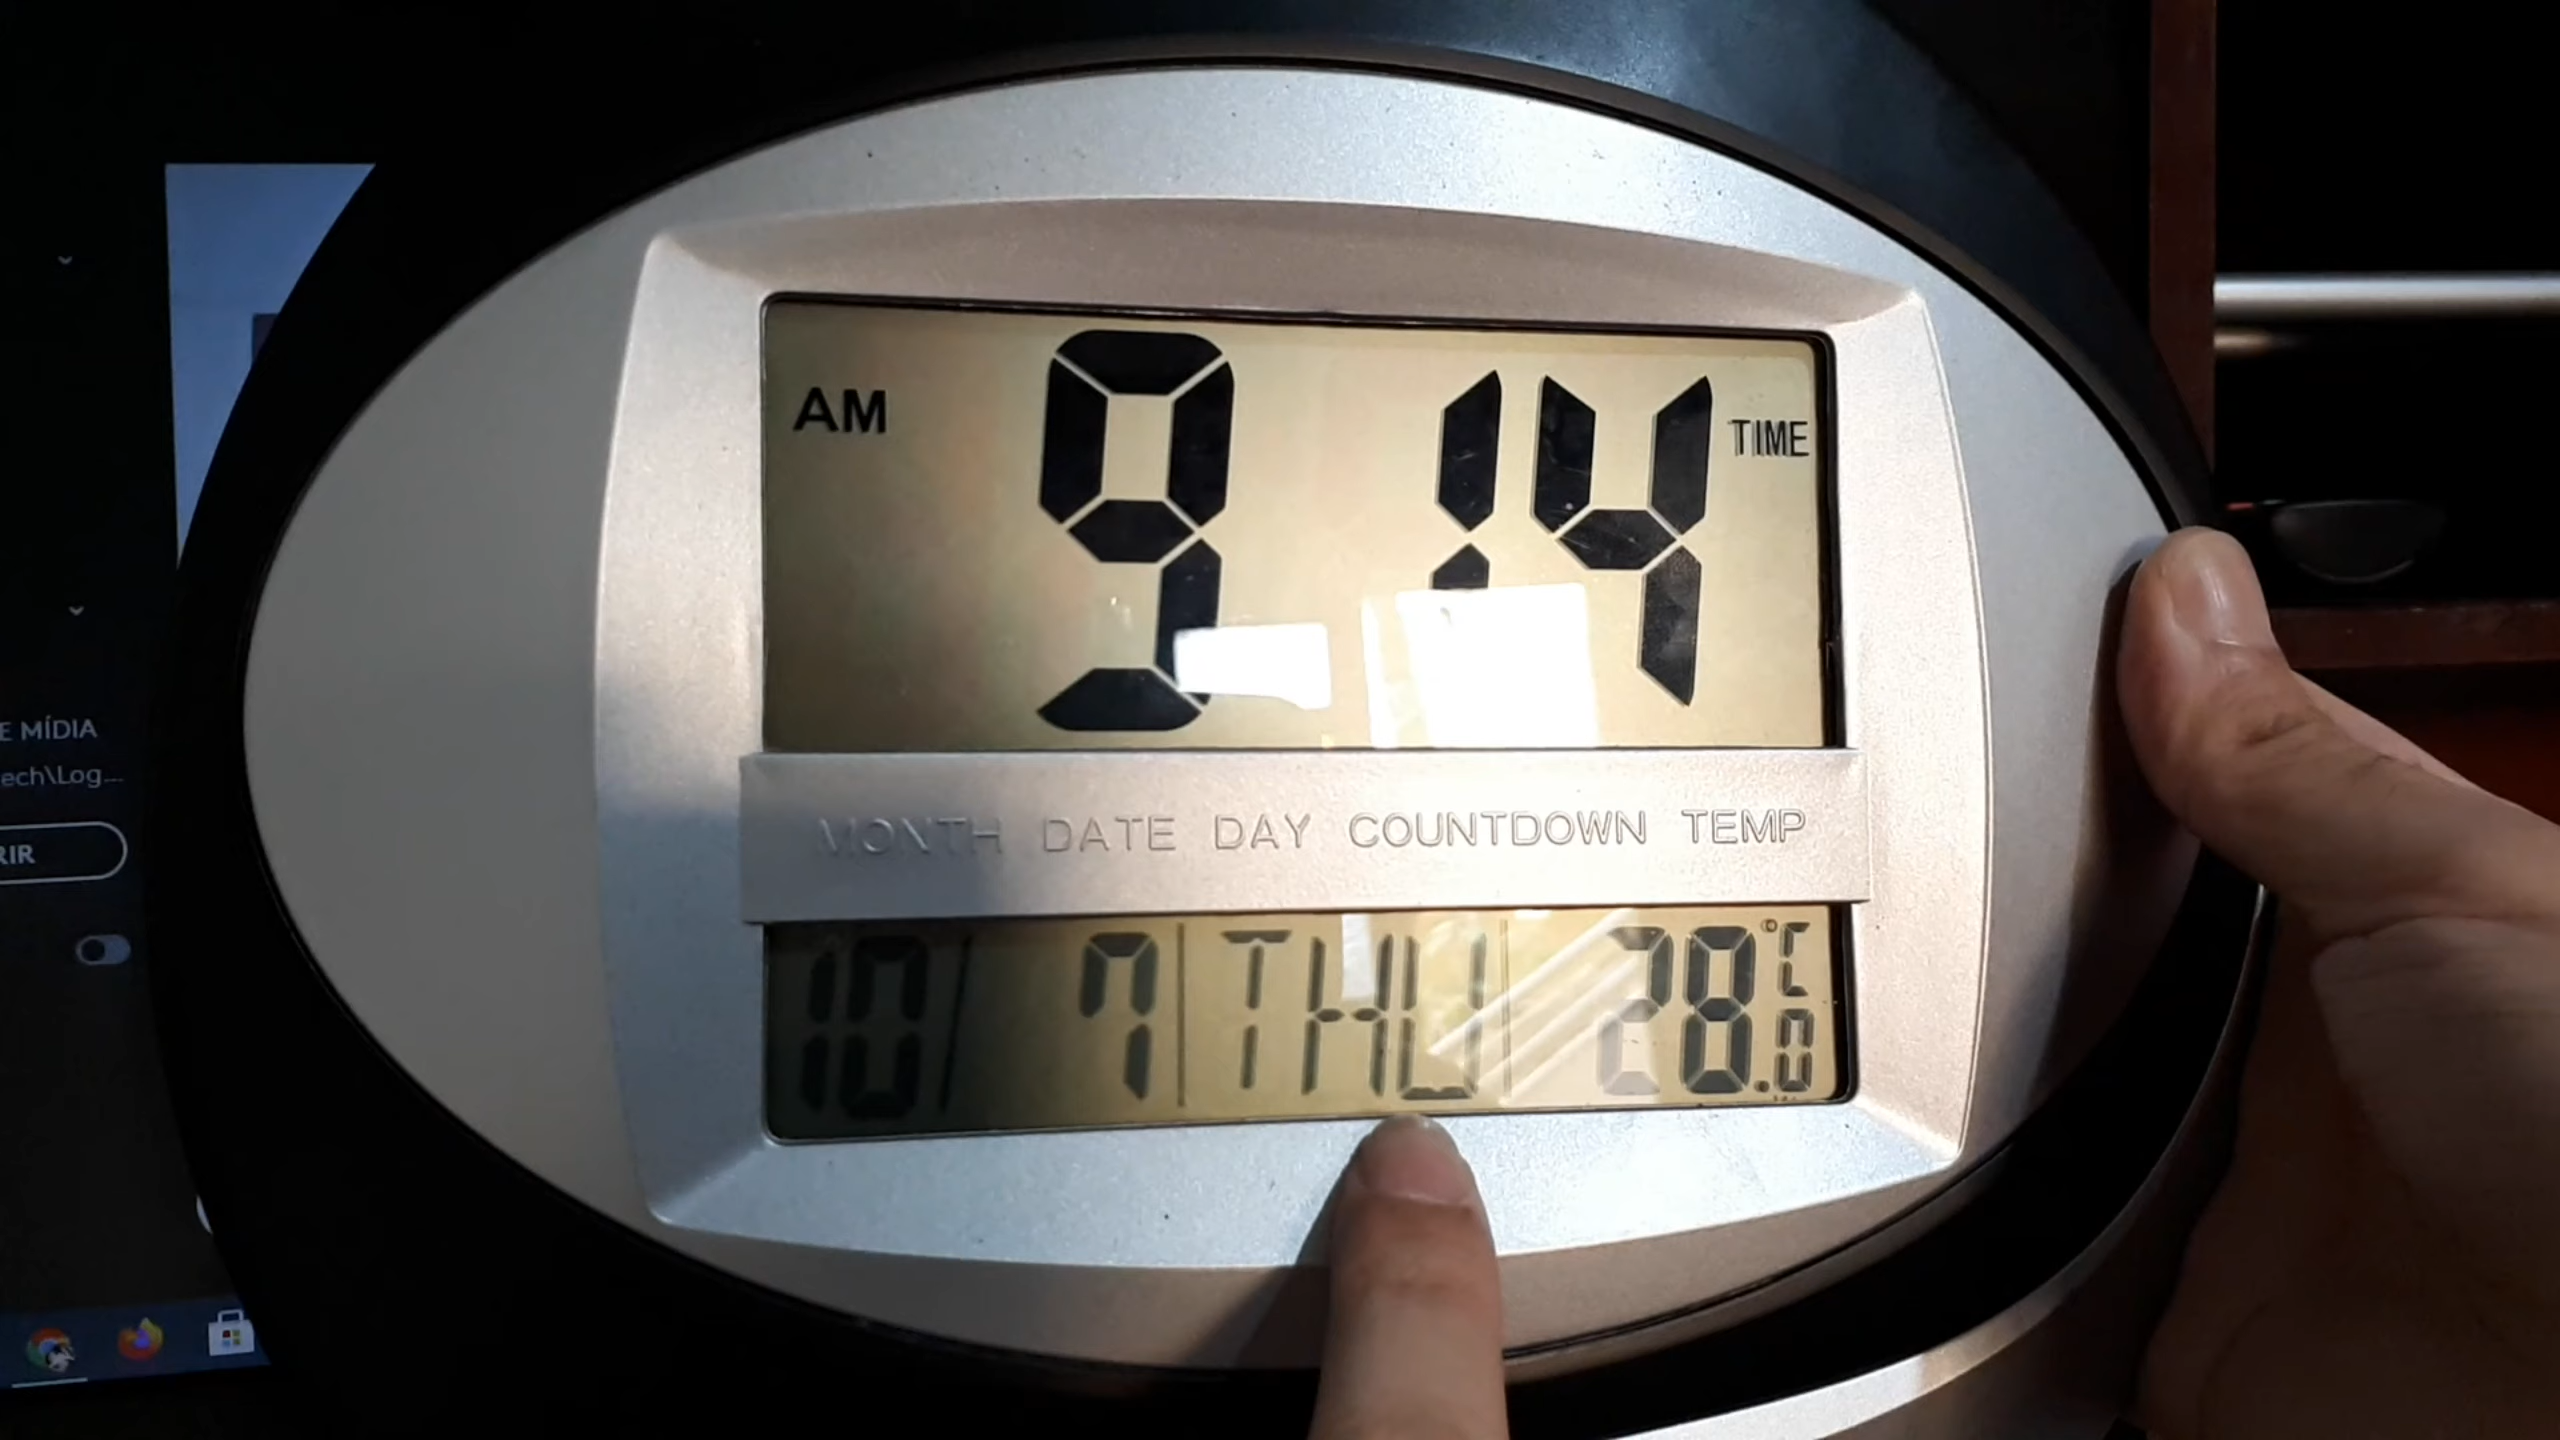 AM 9 14 TIME
MONTH DATE DAY COUNTDOWN TEMP
10/ 7 THU 28.0 °C
E MÍDIA
ech\Log...
RIR